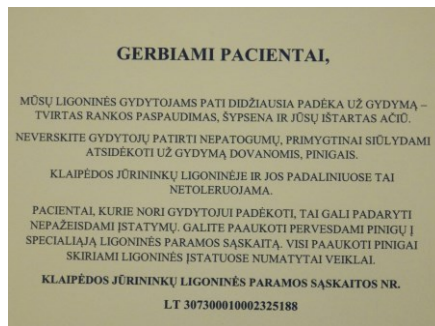 GERBIAMI PACIENTAI,
MŪSŲ LIGONINĖS GYDYTOJAMS PATI DIDŽIAUSIA PADĖKA UŽ GYDYMĄ –
TVIRTAS RANKOS PASPAUDIMAS, ŠYPSENA IR JŪSŲ IŠTARTAS AČIŪ.
NEVERSKITE GYDYTOJŲ PATIRTI NEPATOGUMŲ, PRIMYGTINAI SIŪLYDAMI
ATSIDĖKOTI UŽ GYDYMĄ DOVANOMIS, PINIGAIS.
KLAIPĖDOS JŪRININKŲ LIGONINĖJE IR JOS PADALINIUOSE TAI
NETOLERUOJAMA.
PACIENTAI, KURIE NORI GYDYTOJUI PADĖKOTI, TAI GALI PADARYTI
NEPAŽEISDAMI ĮSTATYMŲ. GALITE PAAUKOTI PERVESDAMI PINIGŲ Į
SPECIALIĄJĄ LIGONINĖS PARAMOS SĄSKAITĄ. VISI PAAUKOTI PINIGAI
SKIRIAMI LIGONINĖS ĮSTATUOSE NUMATYTAI VEIKLAI.
KLAIPĖDOS JŪRININKŲ LIGONINĖS PARAMOS SĄSKAITOS NR.
LT 307300010002325188